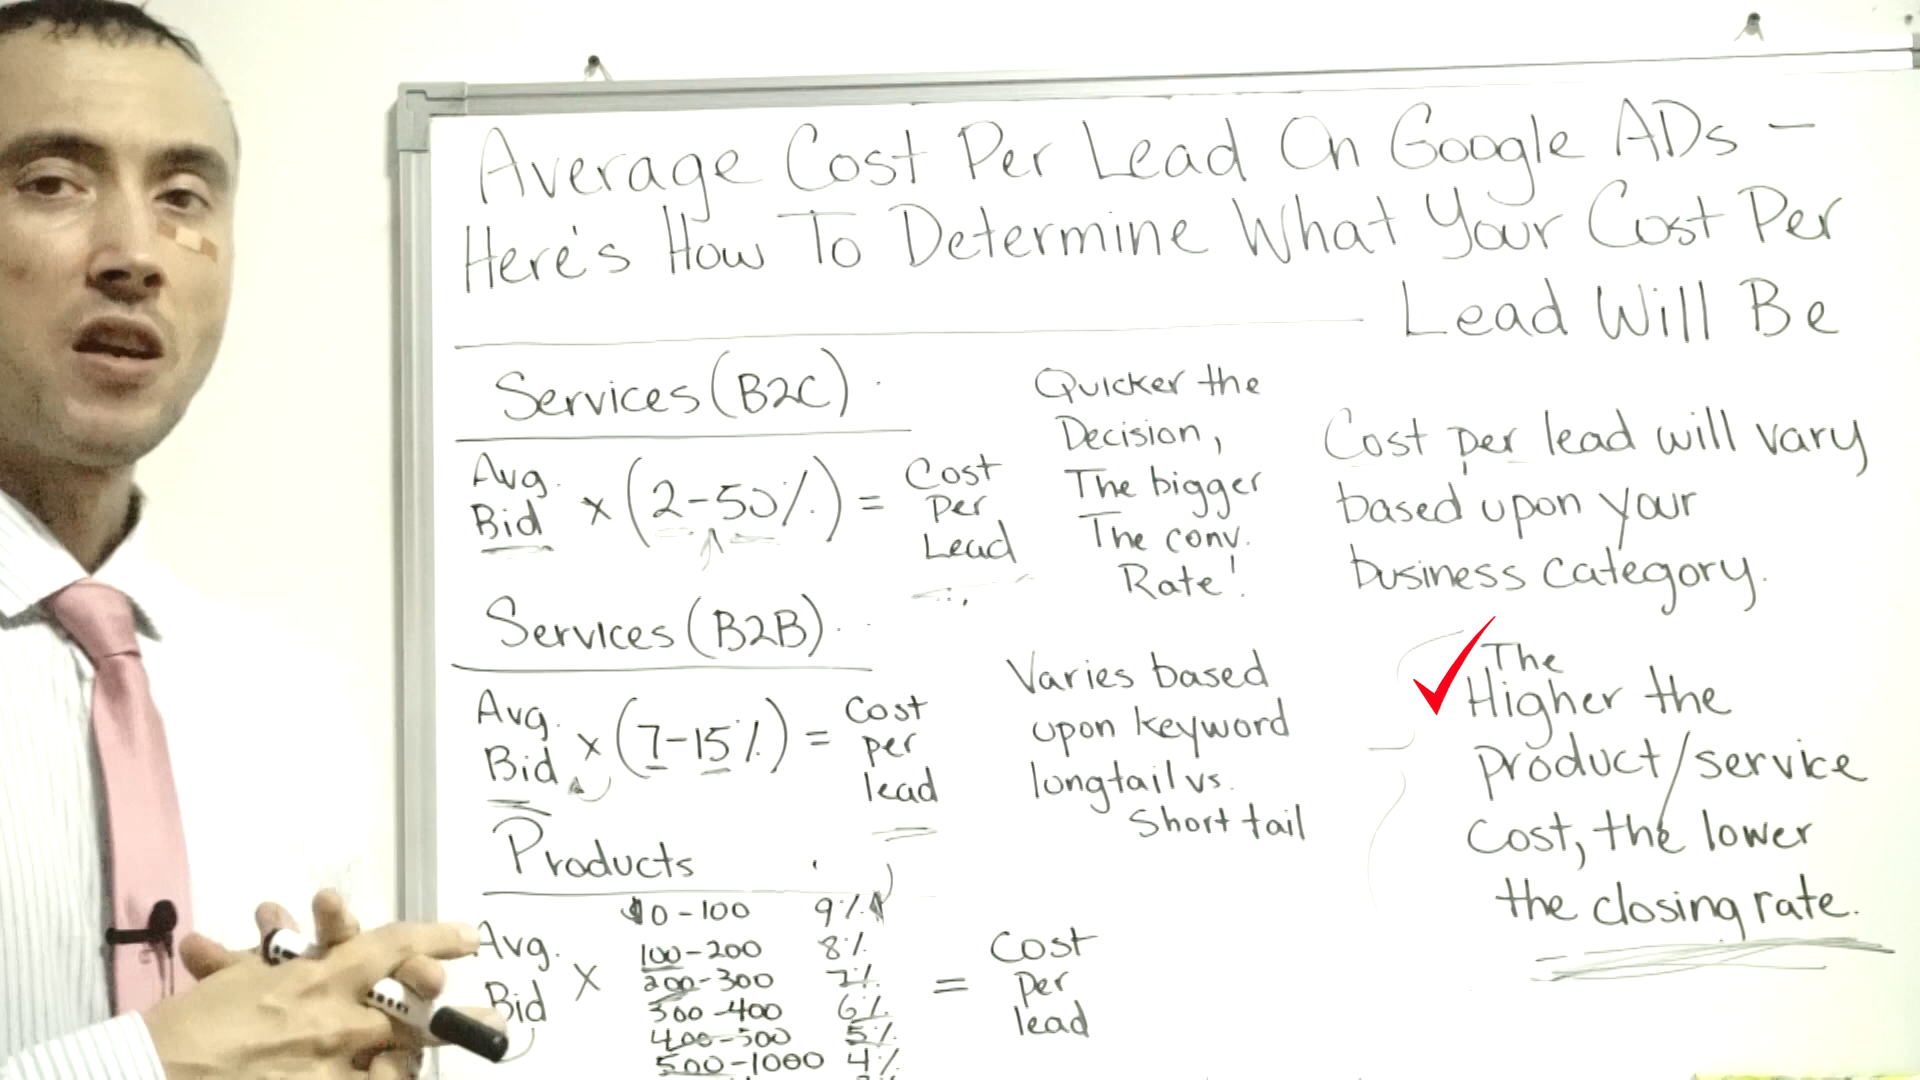 Average Cost Per Lead On Google ADs –
Here's How To Determine What Your Cost Per
Lead Will Be
Services (B2C)
Avg.
Bid × (2-50%) = Cost
Per
Lead
Quicker the
Decision,
The bigger
The conv.
Rate!
Cost per lead will vary
based upon your
business category.
Services (B2B)
Avg.
Bid × (7-15%) = Cost
per
lead
Varies based
upon keyword
longtail vs.
Short tail
The
Higher the
product/service
Cost, the lower
the closing rate.
Products
Avg.
Bid ×
0-100 9%
100-200 8%
200-300 7%
300-400 6%
400-500 5%
500-1000 4%
= Cost
Per
lead